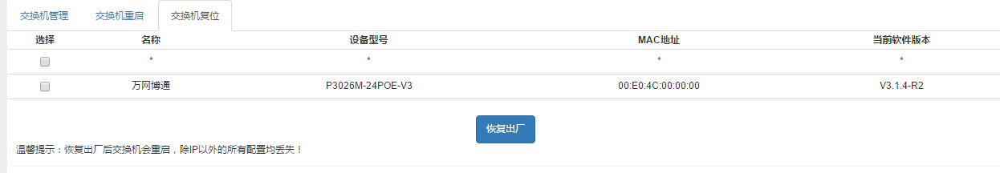 交换机管理 交换机重启 交换机复位
选择 名称 设备型号 MAC地址 当前软件版本
* * * *
万网博通 P3026M-24POE-V3 00:E0:4C:00:00:00 V3.1.4-R2
恢复出厂
温馨提示：恢复出厂后交换机会重启，除IP以外的所有配置均丢失！